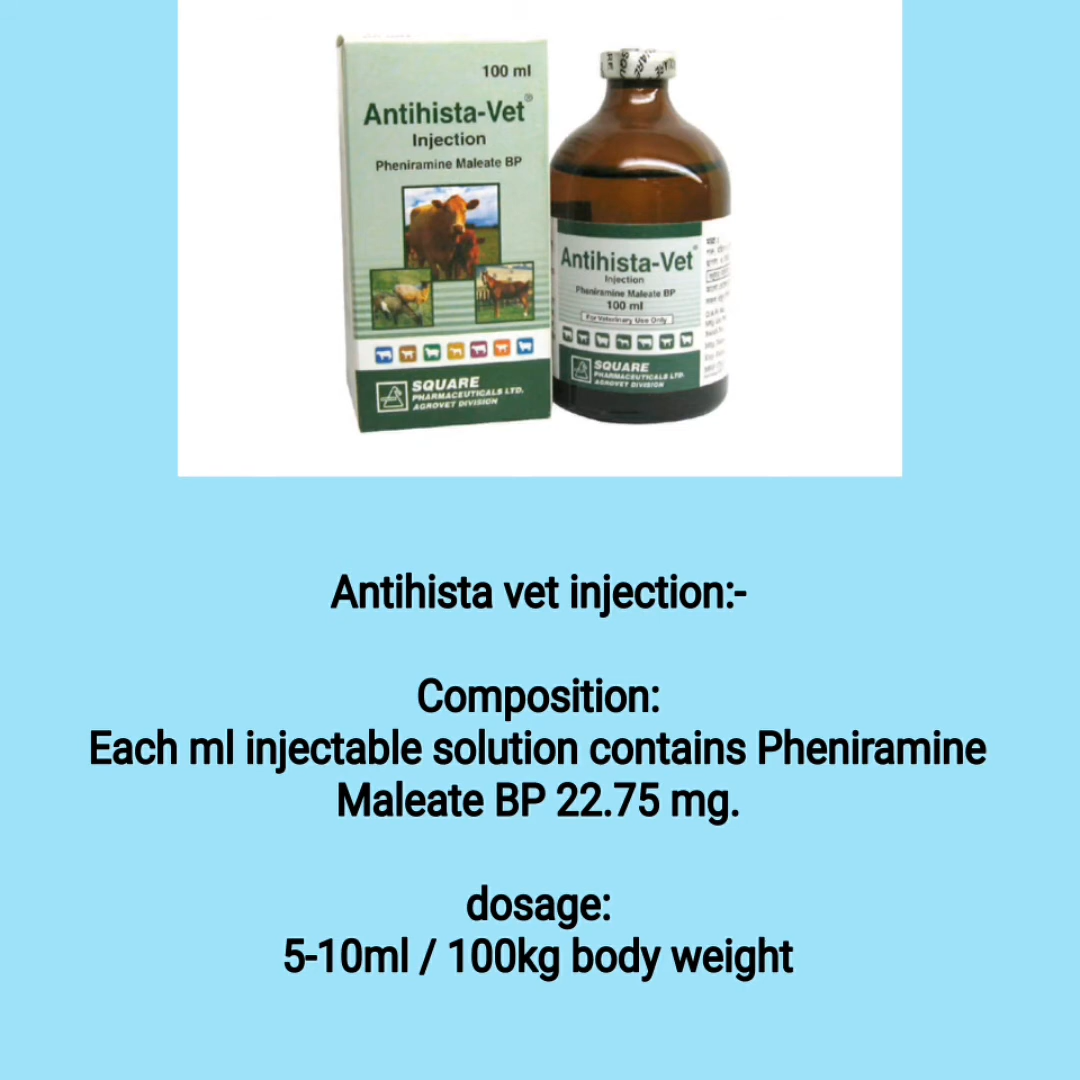 100 ml
Antihista-Vet®
Injection
Pheniramine Maleate BP
SQUARE
PHARMACEUTICALS LTD.
AGROVET DIVISION
Antihista-Vet
Injection
Pheniramine Maleate BP
100 ml
For Veterinary Use Only
SQUARE
PHARMACEUTICALS LTD.
AGROVET DIVISION
Antihista vet injection:-
Composition:
Each ml injectable solution contains Pheniramine
Maleate BP 22.75 mg.
dosage:
5-10ml / 100kg body weight